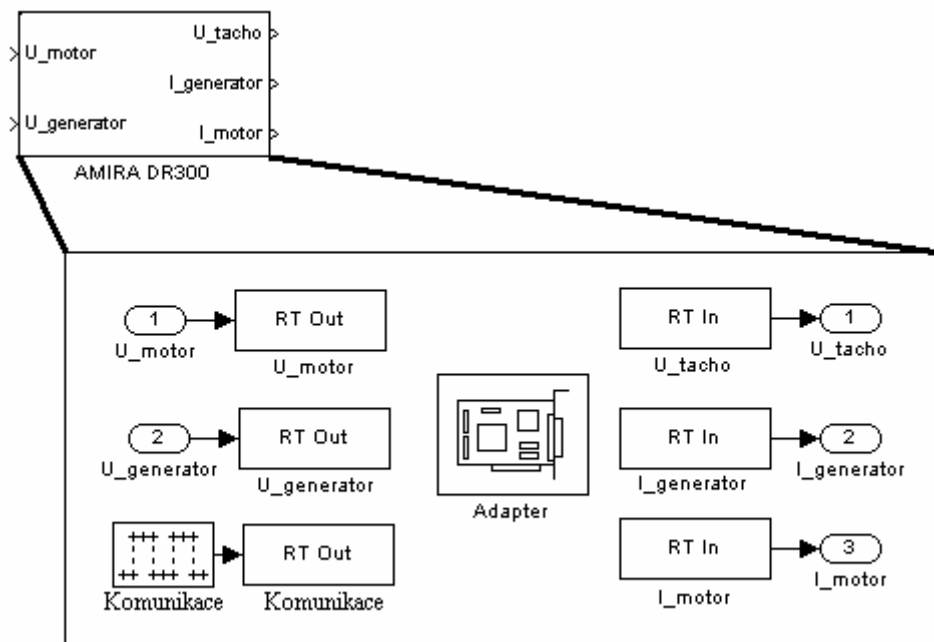 U_tacho
U_motor
I_generator
U_generator
I_motor
AMIRA DR300
1 RT Out RT In 1
U_motor U_motor U_tacho U_tacho
2 RT Out RT In 2
U_generator U_generator I_generator I_generator
Adapter
RT Out RT In 3
Komunikace Komunikace I_motor I_motor